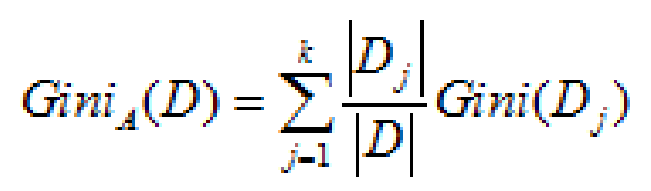 Gini_A(D) = \sum_{j=1}^{k} \frac{|D_j|}{|D|} Gini(D_j)